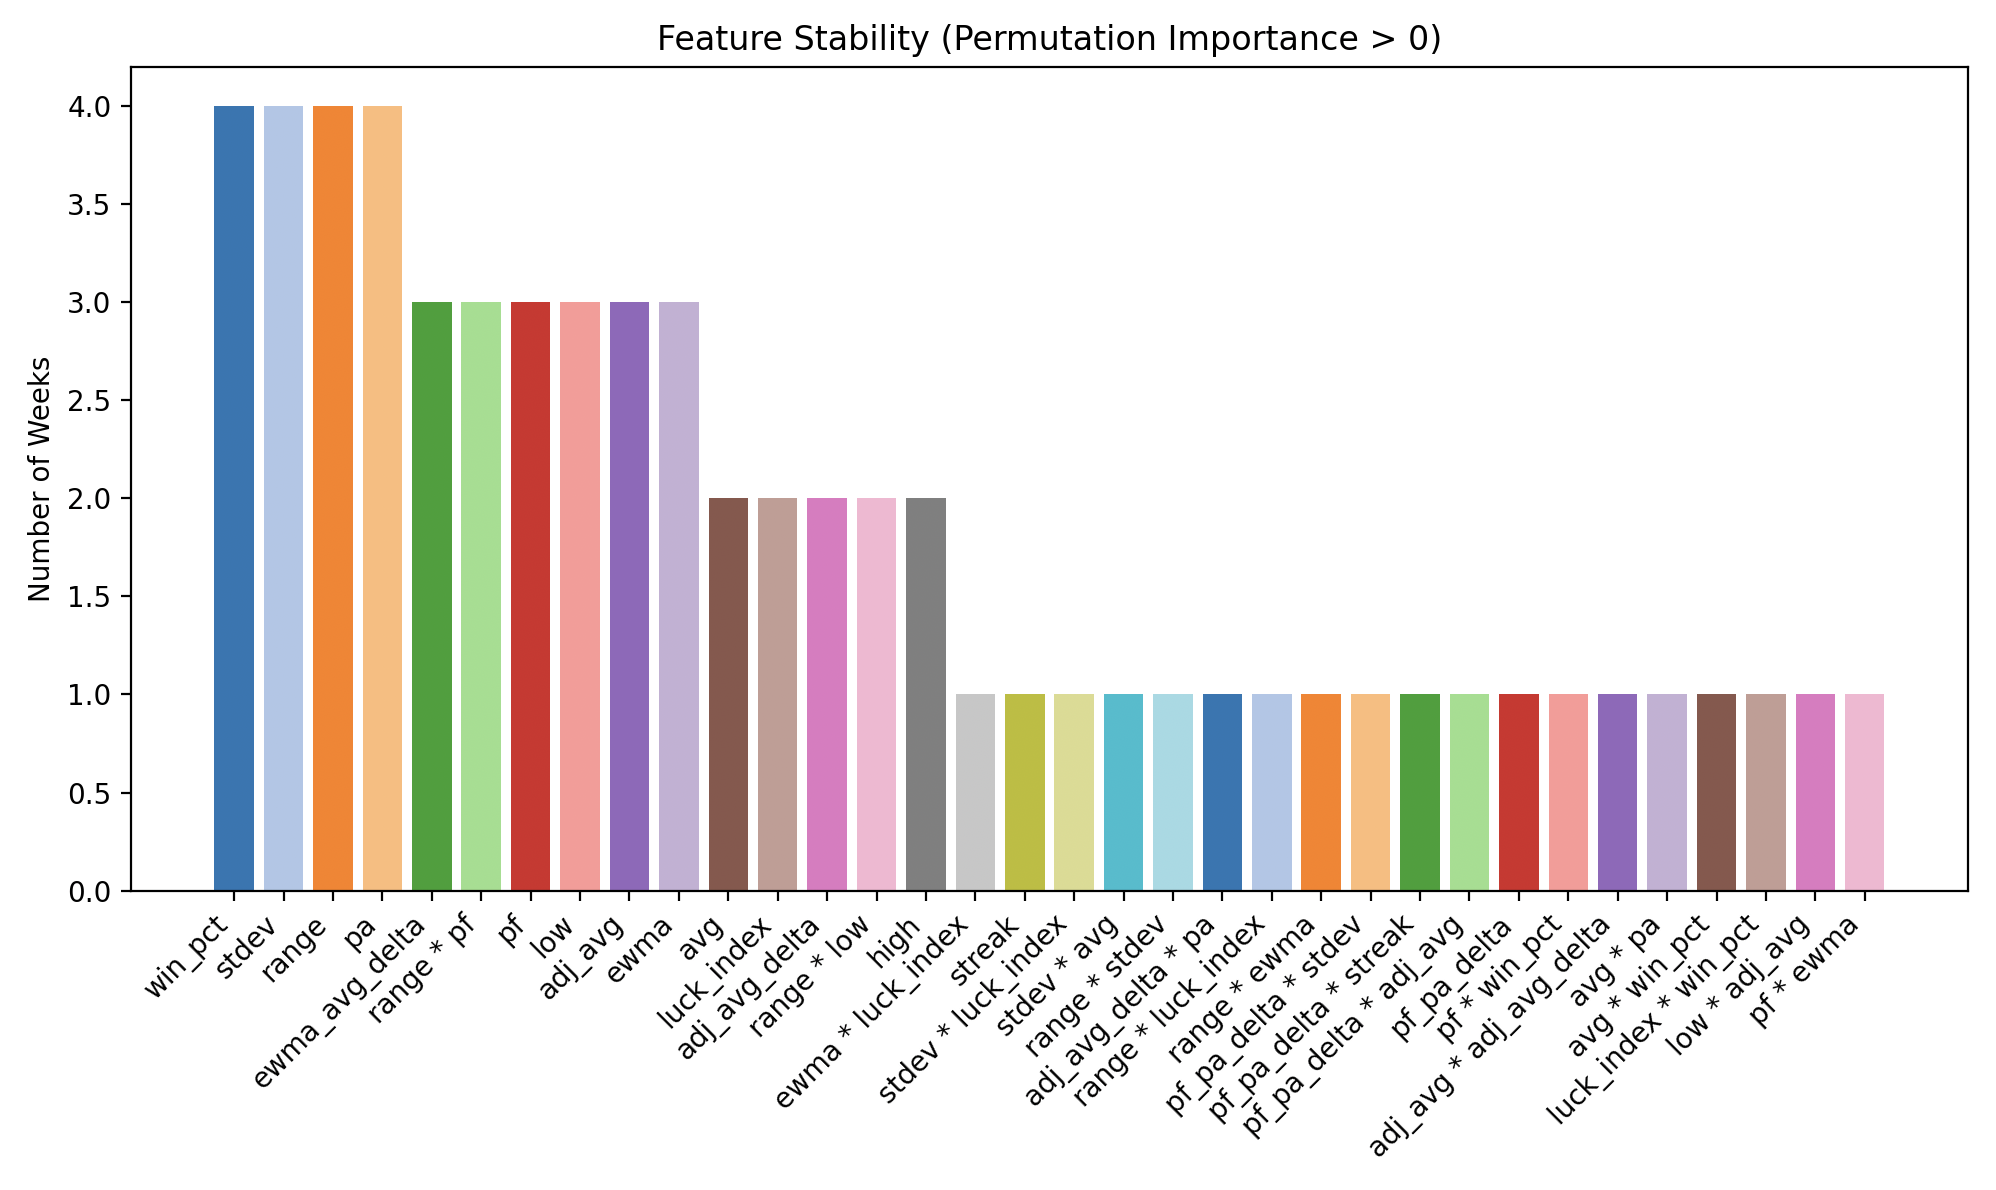 Feature Stability (Permutation Importance > 0)
Number of Weeks
4.0
3.5
3.0
2.5
2.0
1.5
1.0
0.5
0.0
win_pct
stdev
range
pa
ewma_avg_delta
range * pf
pf
low
adj_avg
ewma
avg
luck_index
adj_avg_delta
range * low
high
ewma * luck_index
streak
stdev * luck_index
stdev * avg
range * stdev
adj_avg_delta * pa
range * luck_index
range * ewma
pf_pa_delta * stdev
pf_pa_delta * streak
pf_pa_delta * adj_avg
pf_pa_delta
pf * win_pct
adj_avg * adj_avg_delta
avg * pa
avg * win_pct
luck_index * win_pct
low * adj_avg
pf * ewma